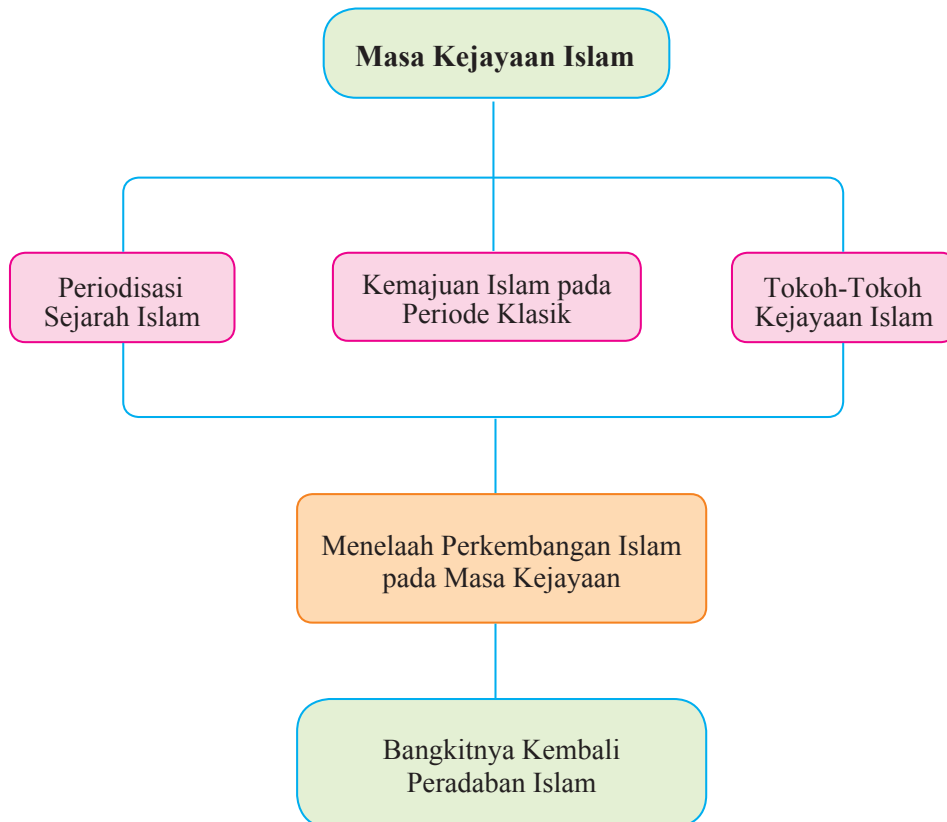 Masa Kejayaan Islam
Periodisasi
Sejarah Islam
Kemajuan Islam pada
Periode Klasik
Tokoh-Tokoh
Kejayaan Islam
Menelaah Perkembangan Islam
pada Masa Kejayaan
Bangkitnya Kembali
Peradaban Islam